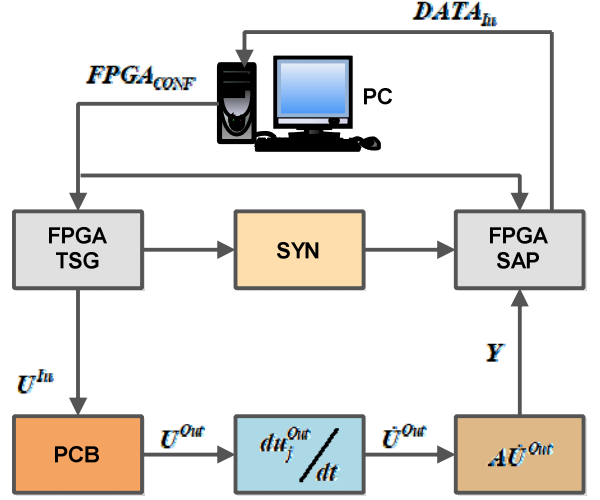 DATA_In
FPGA_CONF
PC
FPGA
TSG
SYN
FPGA
SAP
Y
U^In
PCB
U^Out
du_j^Out/dt
U̇^Out
AU̇^Out